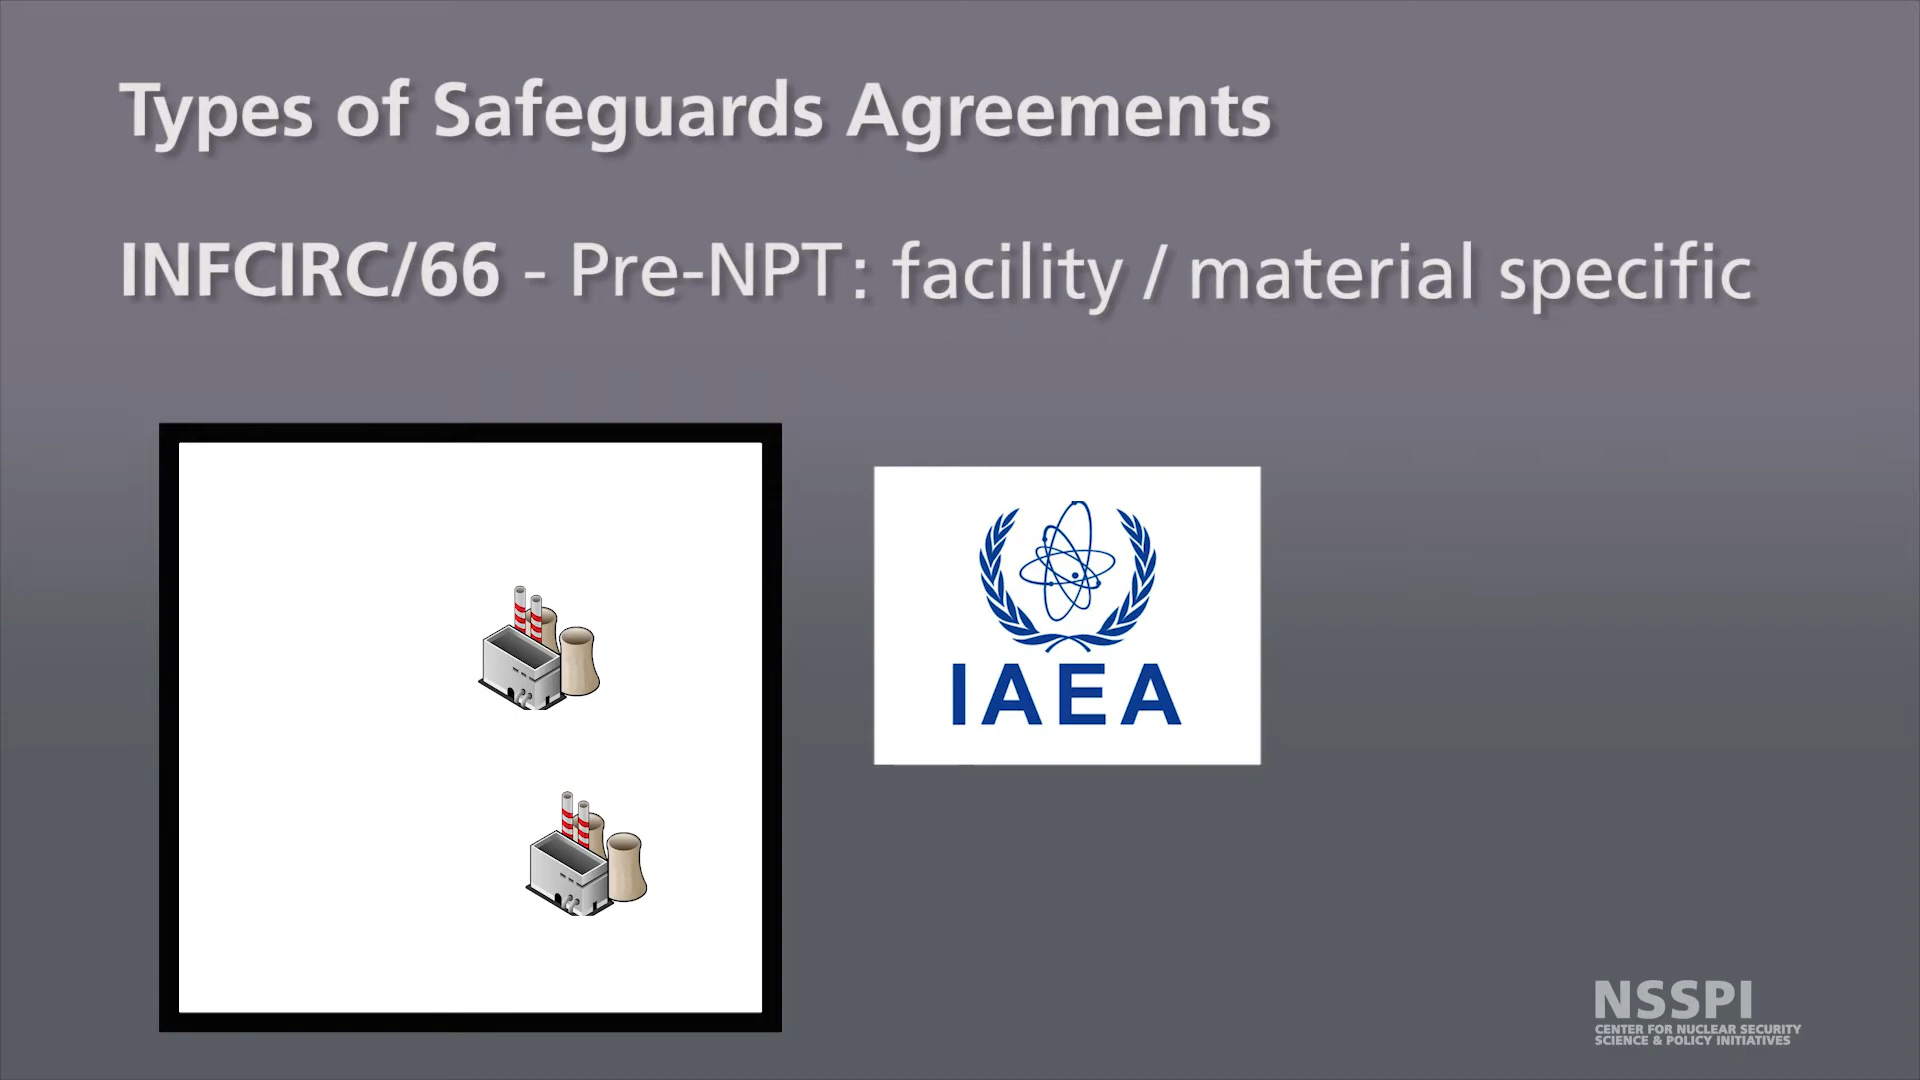 Types of Safeguards Agreements
INFCIRC/66 - Pre-NPT: facility / material specific
IAEA
NSSPI
CENTER FOR NUCLEAR SECURITY
SCIENCE & POLICY INITIATIVES